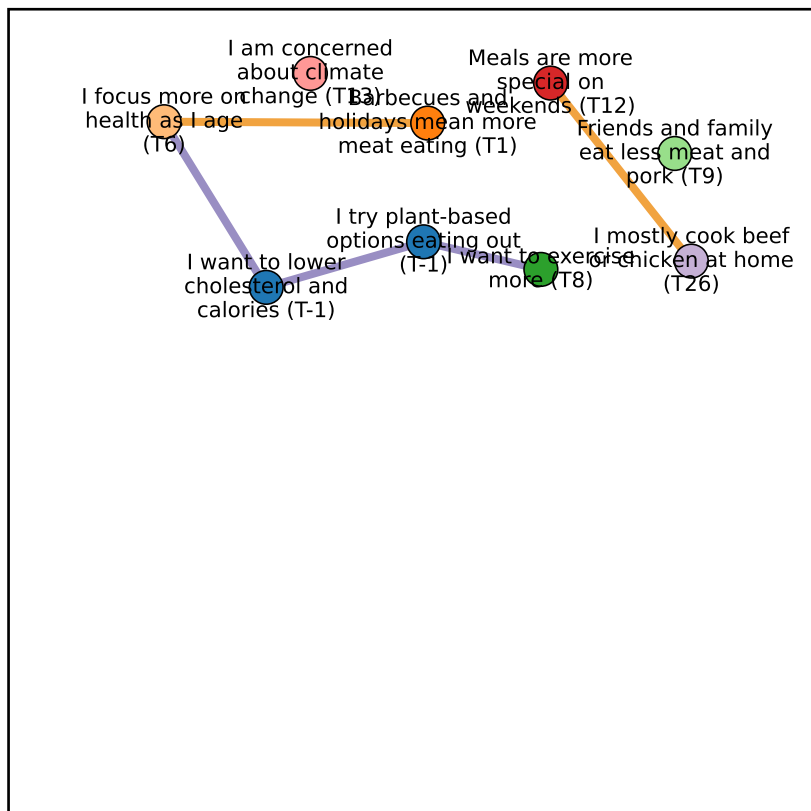 I am concerned
about climate
change (T13)
Meals are more
special on
weekends (T12)
I focus more on
health as I age
(T6)
Barbecues and
holidays mean more
meat eating (T1)
Friends and family
eat less meat and
pork (T9)
I try plant-based
options eating out
(T-1)
I want to lower
cholesterol and
calories (T-1)
I want to exercise
more (T8)
I mostly cook beef
or chicken at home
(T26)